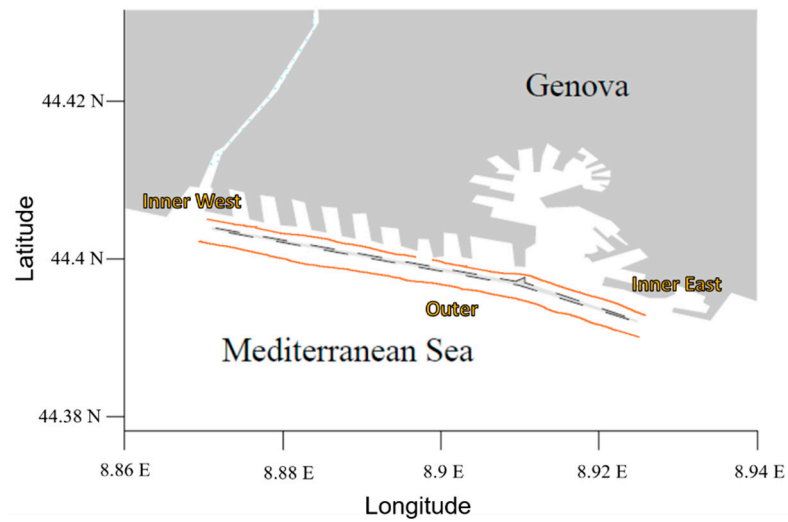 Genova
44.42 N
Inner West
Latitude
44.4 N
Inner East
Outer
Mediterranean Sea
44.38 N
8.86 E
8.88 E
8.9 E
8.92 E
8.94 E
Longitude